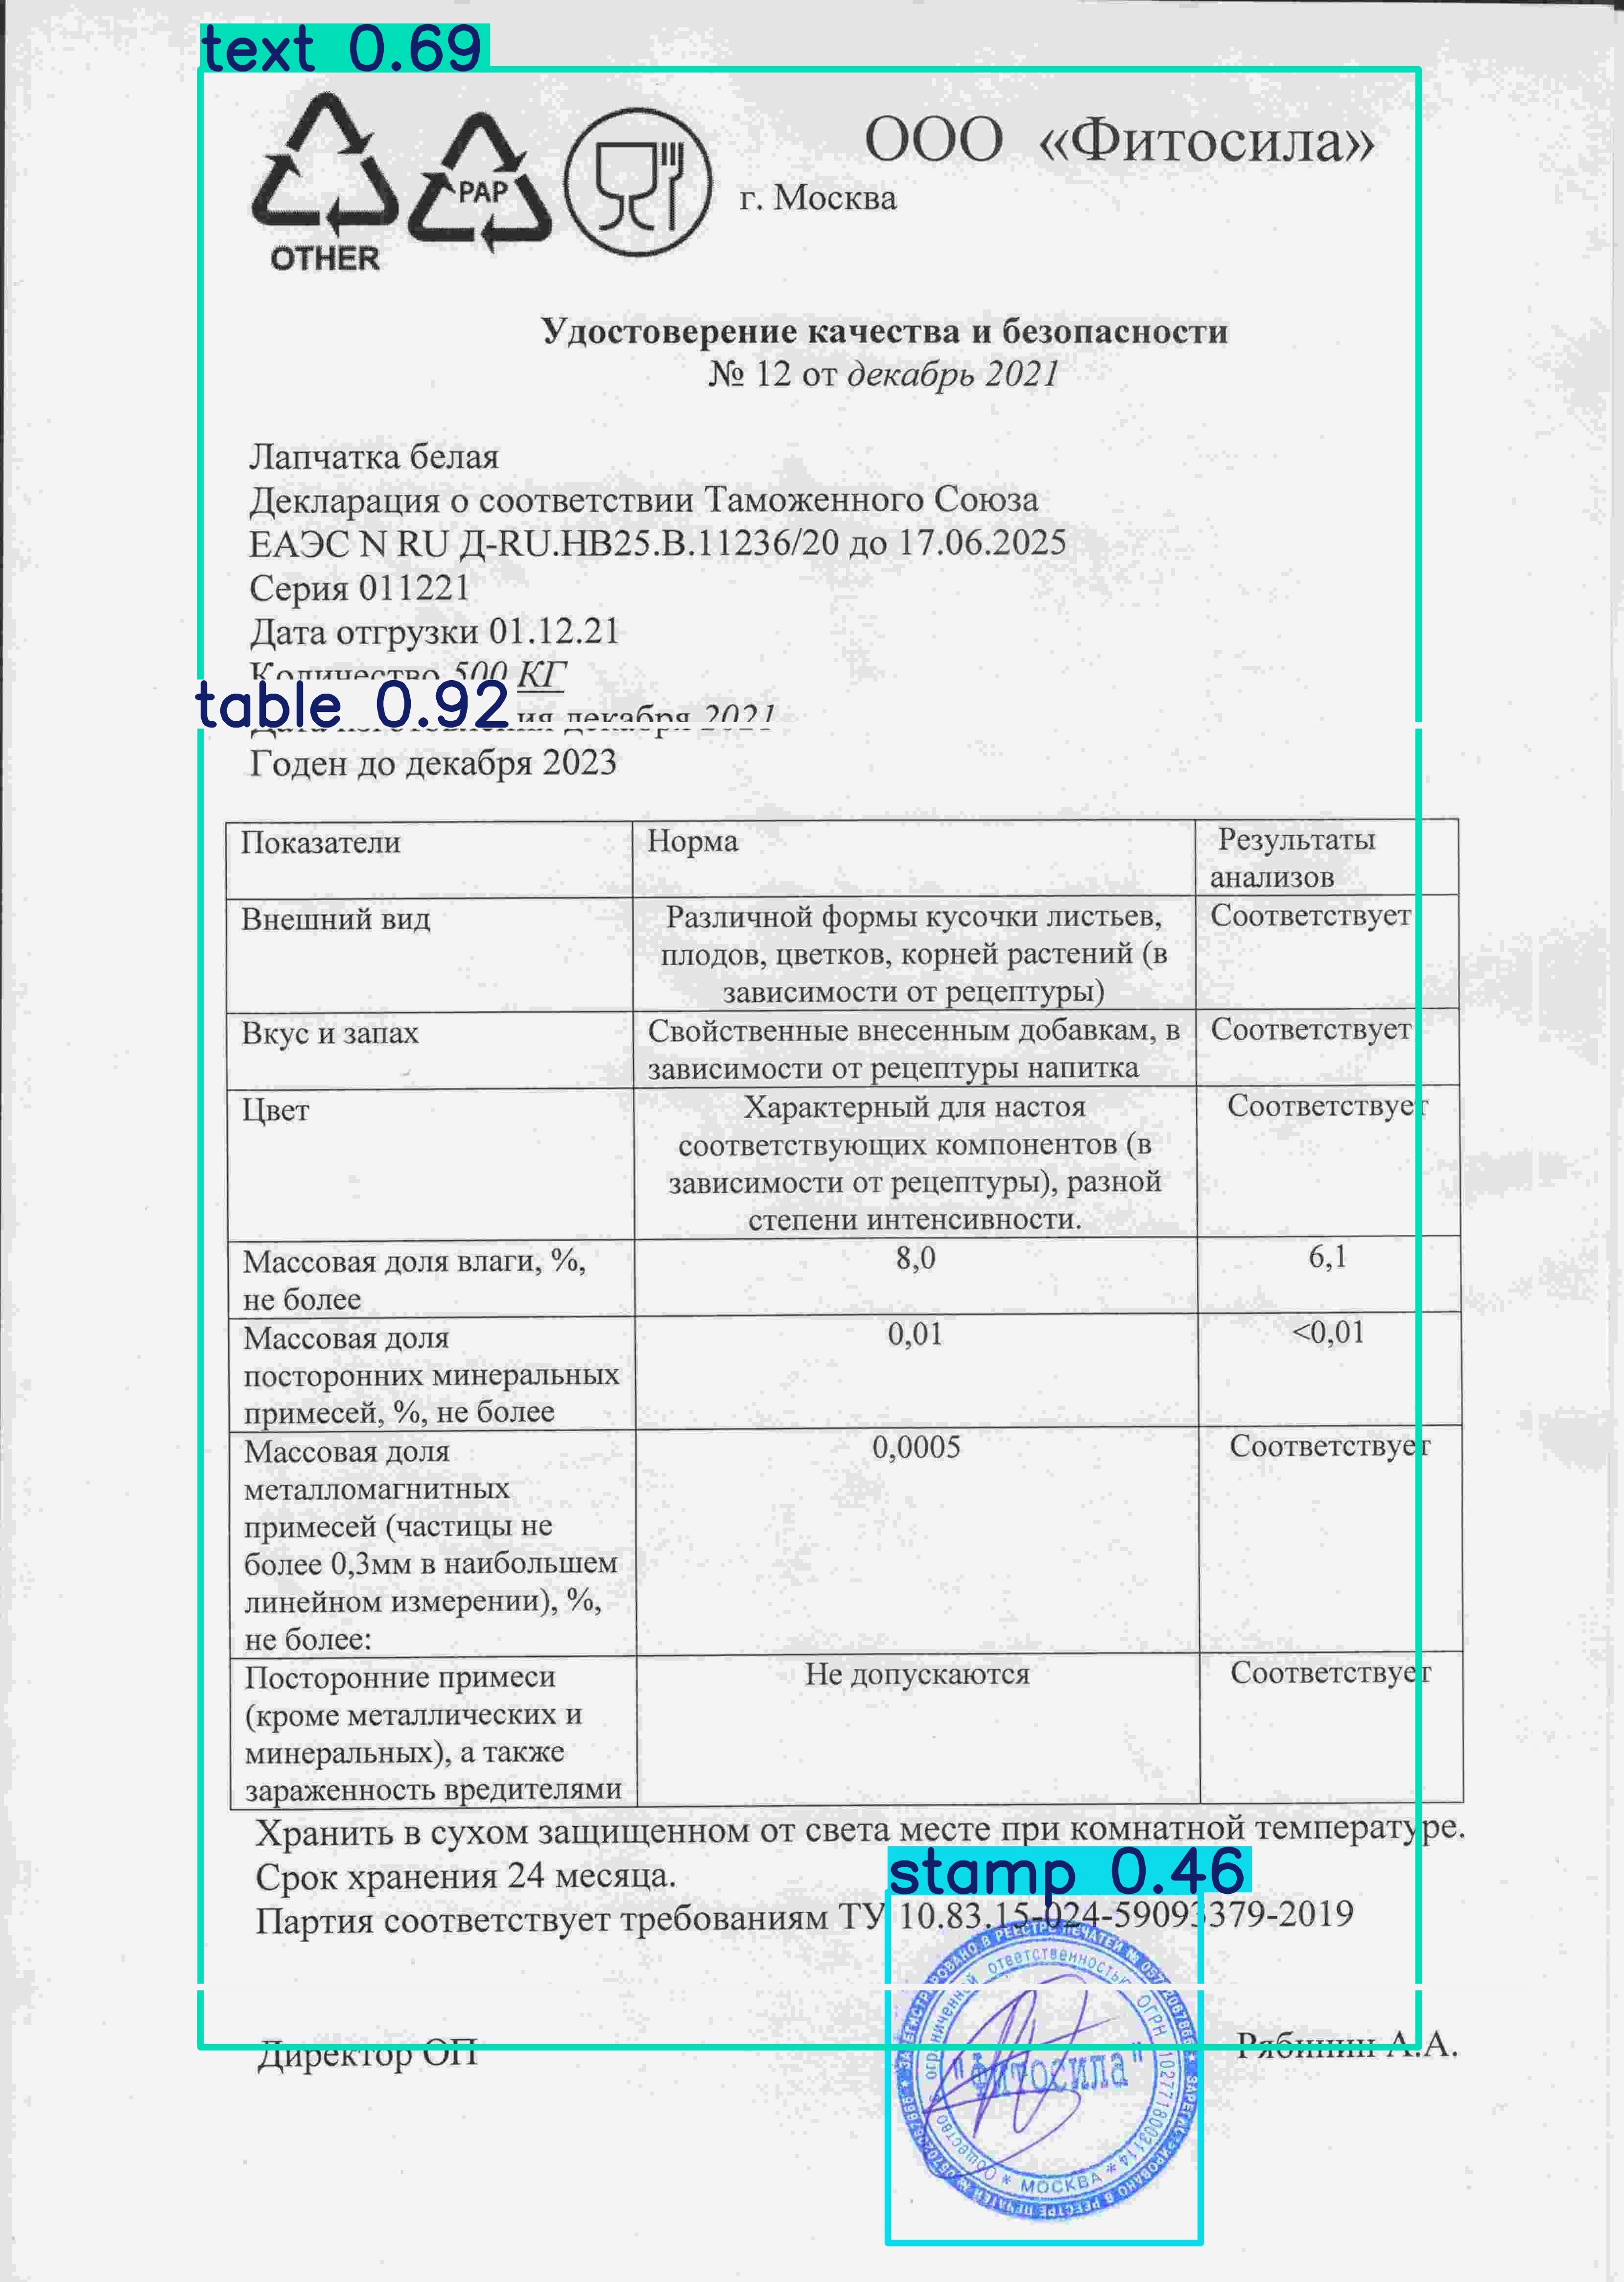 text 0.69
OTHER
PAP
ООО «Фитосила»
г. Москва
Удостоверение качества и безопасности
№ 12 от декабрь 2021
Лапчатка белая
Декларация о соответствии Таможенного Союза
ЕАЭС N RU Д-RU.НВ25.В.11236/20 до 17.06.2025
Серия 011221
Дата отгрузки 01.12.21
Количество 500 КГ
table 0.92
декабря 2021
Годен до декабря 2023
Показатели
Норма
Результаты
анализов
Внешний вид
Различной формы кусочки листьев,
плодов, цветков, корней растений (в
зависимости от рецептуры)
Соответствует
Вкус и запах
Свойственные внесенным добавкам, в
зависимости от рецептуры напитка
Соответствует
Цвет
Характерный для настоя
соответствующих компонентов (в
зависимости от рецептуры), разной
степени интенсивности.
Соответствует
Массовая доля влаги, %,
не более
8,0
6,1
Массовая доля
посторонних минеральных
примесей, %, не более
0,01
<0,01
Массовая доля
металломагнитных
примесей (частицы не
более 0,3мм в наибольшем
линейном измерении), %,
не более:
0,0005
Соответствует
Посторонние примеси
(кроме металлических и
минеральных), а также
зараженность вредителями
Не допускаются
Соответствует
Хранить в сухом защищенном от света месте при комнатной температуре.
Срок хранения 24 месяца.
stamp 0.46
Партия соответствует требованиям ТУ 10.83.15-024-59093379-2019
Директор ОП
"Фитосила"
ответственностью
ОГРН
Общество
* МОСКВА *
Рябинин А.А.